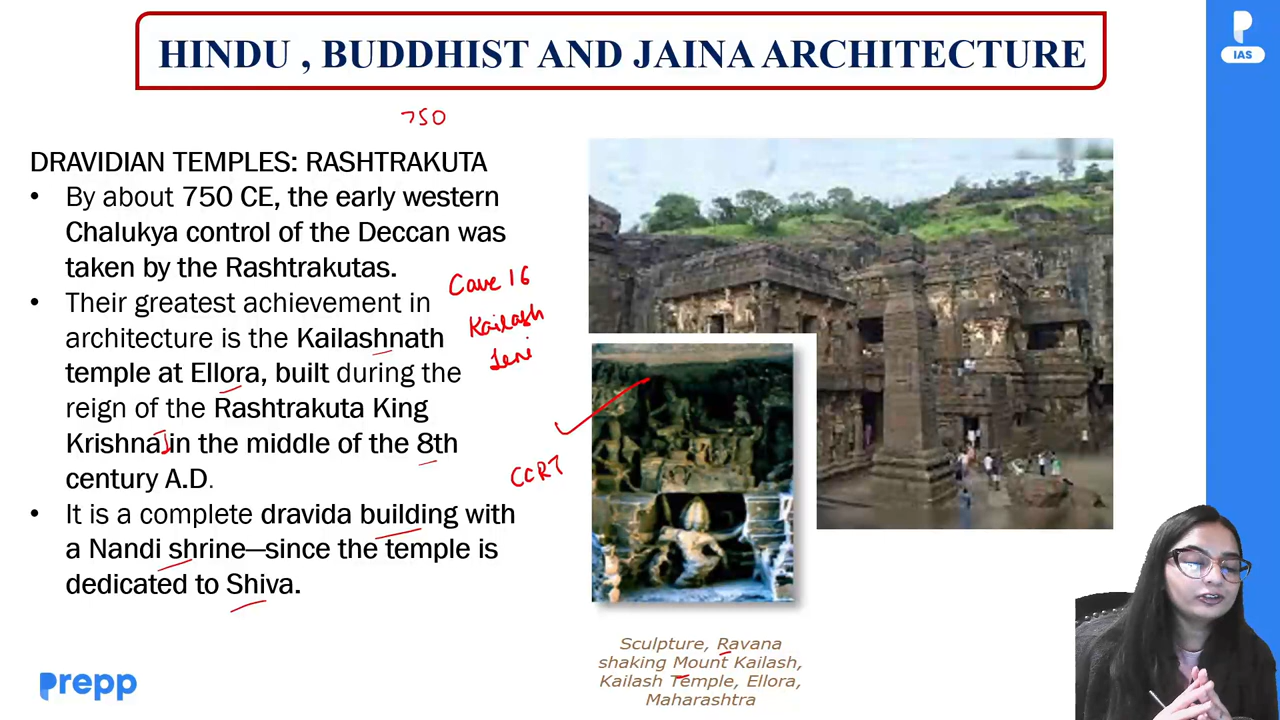 HINDU , BUDDHIST AND JAINA ARCHITECTURE
IAS
750
DRAVIDIAN TEMPLES: RASHTRAKUTA
• By about 750 CE, the early western
Chalukya control of the Deccan was
taken by the Rashtrakutas.
• Their greatest achievement in
architecture is the Kailashnath
temple at Ellora, built during the
reign of the Rashtrakuta King
Krishna I in the middle of the 8th
century A.D.
• It is a complete dravida building with
a Nandi shrine—since the temple is
dedicated to Shiva.
Cave 16
Kailash
CCRT
Sculpture, Ravana
shaking Mount Kailash,
Kailash Temple, Ellora,
Maharashtra
prepp